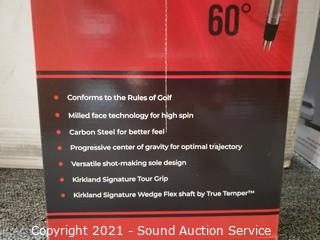 60°
Conforms to the Rules of Golf
Milled face technology for high spin
Carbon Steel for better feel
Progressive center of gravity for optimal trajectory
Versatile shot-making sole design
Kirkland Signature Tour Grip
Kirkland Signature Wedge Flex shaft by True Temper™
Copyright 2021 - Sound Auction Service